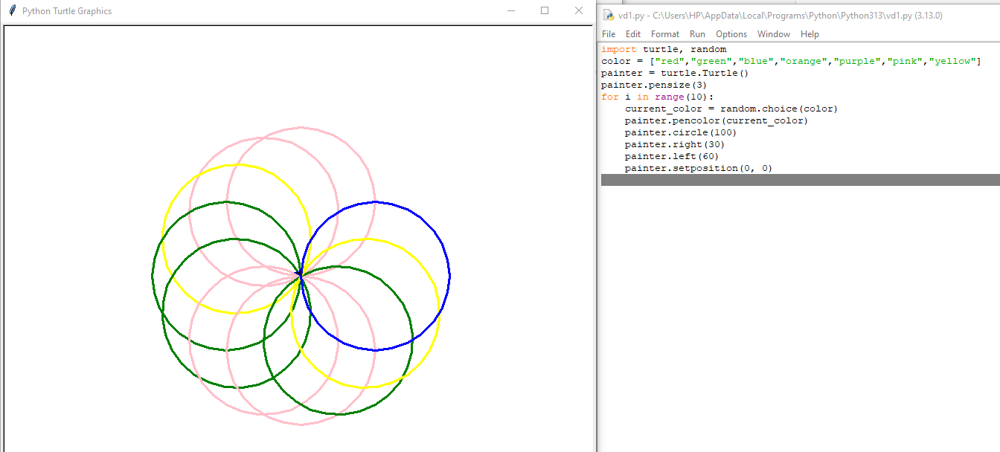 Python Turtle Graphics
vd1.py - C:\Users\HP\AppData\Local\Programs\Python\Python313\vd1.py (3.13.0)
File Edit Format Run Options Window Help
import turtle, random
color = ["red","green","blue","orange","purple","pink","yellow"]
painter = turtle.Turtle()
painter.pensize(3)
for i in range(10):
    current_color = random.choice(color)
    painter.pencolor(current_color)
    painter.circle(100)
    painter.right(30)
    painter.left(60)
    painter.setposition(0, 0)